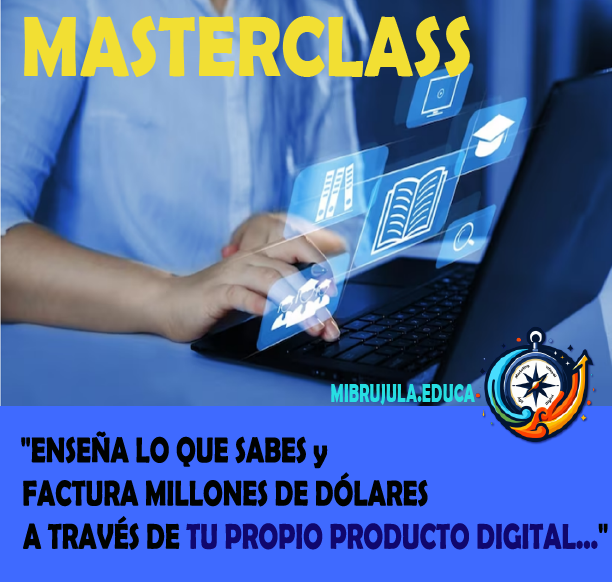 MASTERCLASS
MIBRUJULA.EDUCA
"ENSEÑA LO QUE SABES y
FACTURA MILLONES DE DÓLARES
A TRAVÉS DE TU PROPIO PRODUCTO DIGITAL..."